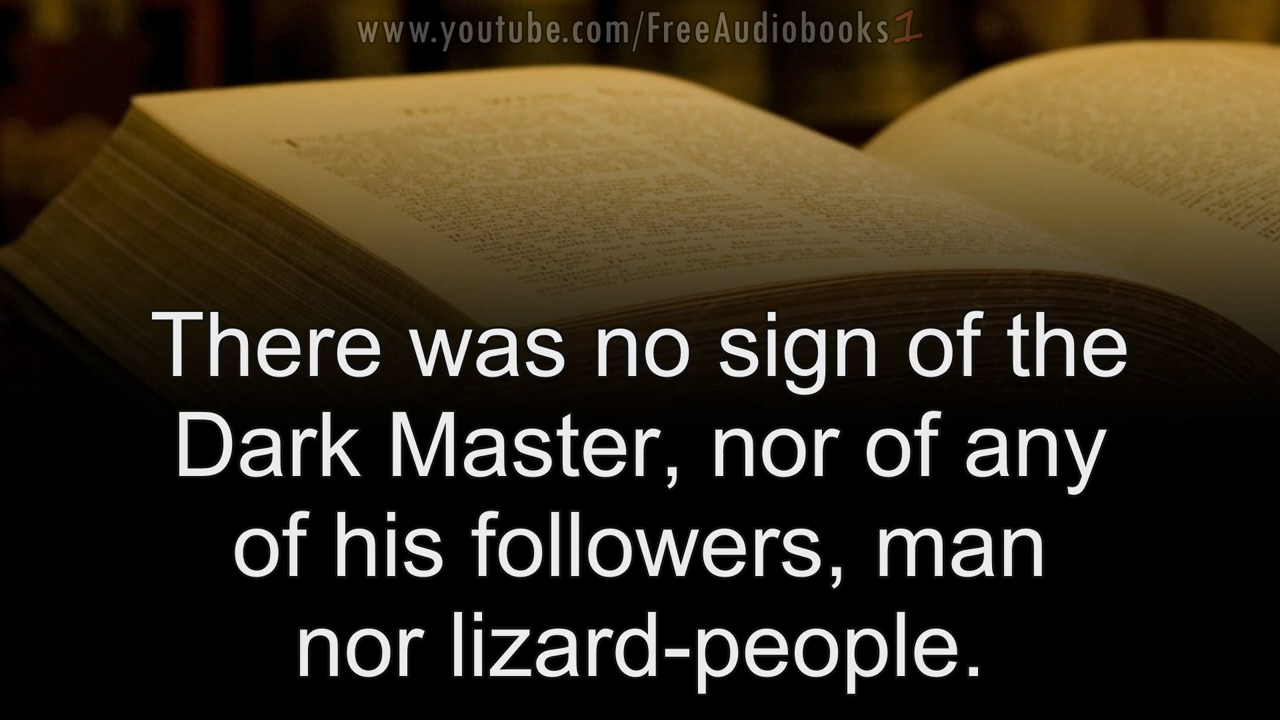 www.youtube.com/FreeAudiobooks1
There was no sign of the
Dark Master, nor of any
of his followers, man
nor lizard-people.